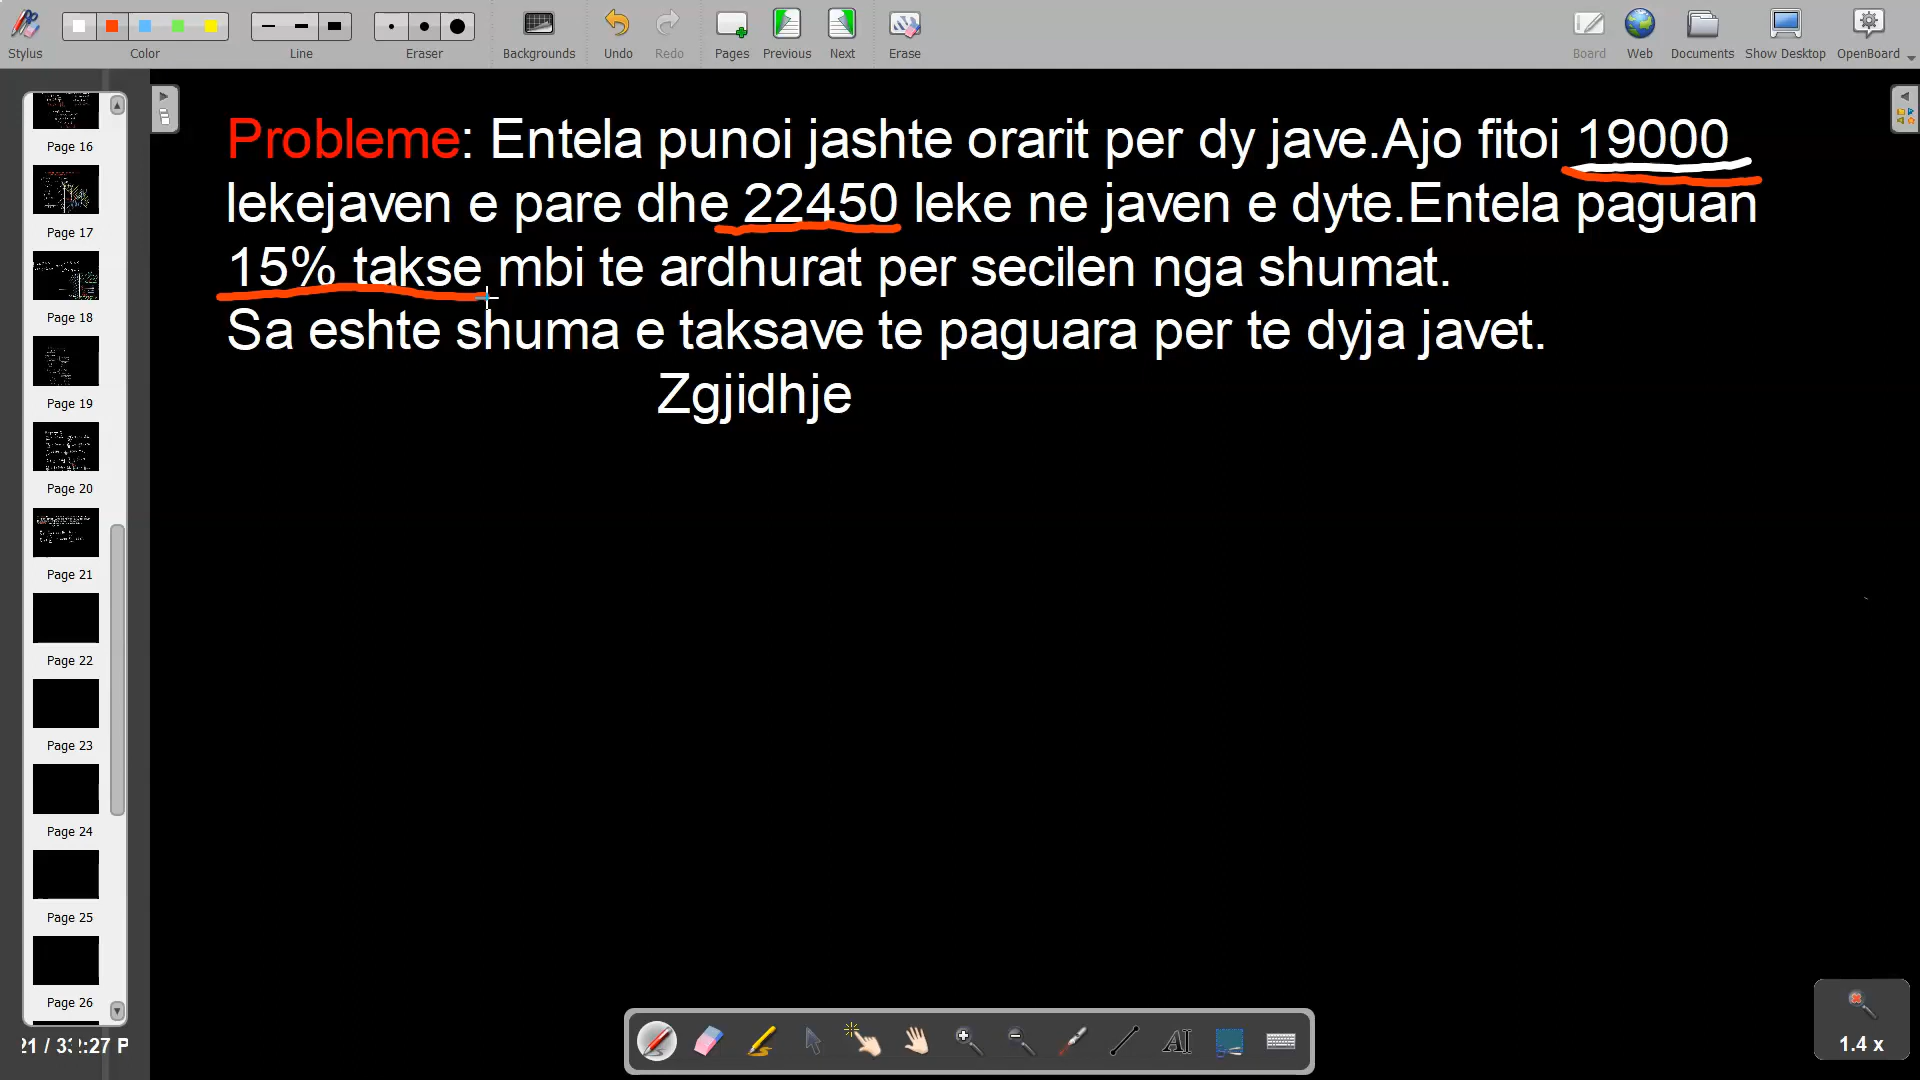 Stylus
Color
Line
Eraser
Backgrounds
Undo
Redo
Pages
Previous
Next
Erase
Board
Web
Documents
Show Desktop
OpenBoard
Page 16
Page 17
Page 18
Page 19
Page 20
Page 21
Page 22
Page 23
Page 24
Page 25
Page 26
Probleme: Entela punoi jashte orarit per dy jave.Ajo fitoi 19000
lekejaven e pare dhe 22450 leke ne javen e dyte.Entela paguan
15% takse mbi te ardhurat per secilen nga shumat.
Sa eshte shuma e taksave te paguara per te dyja javet.
Zgjidhje
1.4 x